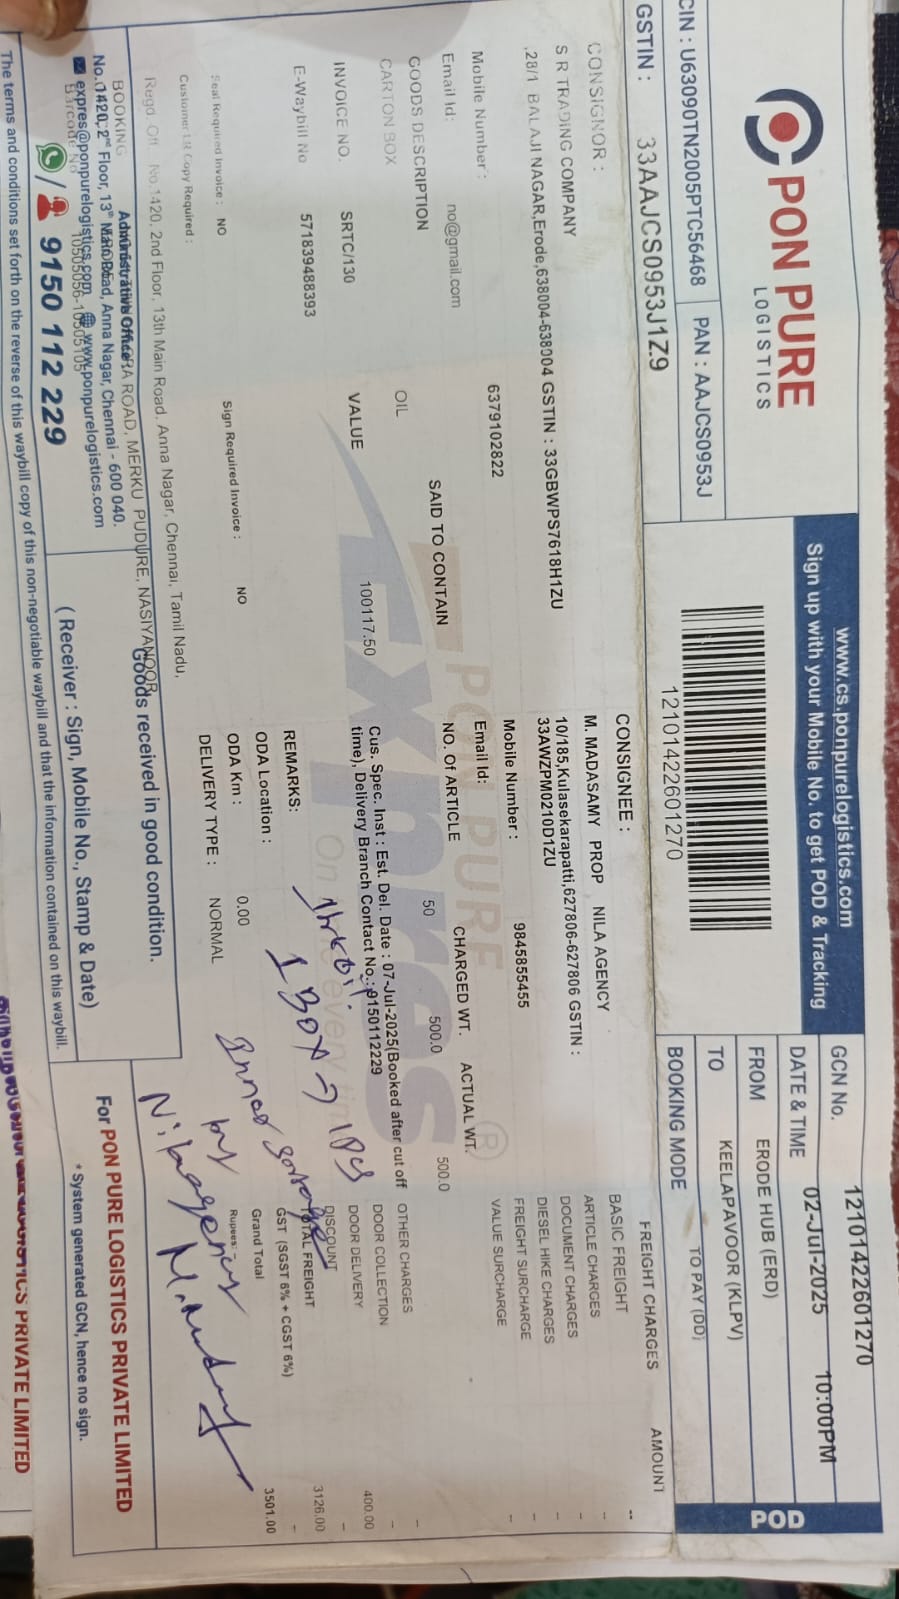 PON PURE
LOGISTICS
CIN : U63090TN2005PTC56468
PAN : AAJCS0953J
GSTIN : 33AAJCS0953J1Z9
www.cs.ponpurelogistics.com
Sign up with your Mobile No. to get POD & Tracking
1210142260 1270
GCN No. 1210142260 1270
DATE & TIME 02-Jul-2025 10:00PM
FROM ERODE HUB (ERD)
TO KEELAPAVOOR (KLPV)
BOOKING MODE TO PAY (DD)
POD
CONSIGNOR :
S R TRADING COMPANY
,28/1 BALAJI NAGAR,Erode,638004-638004 GSTIN : 33GBWPS7618H1ZU
Mobile Number : 6379102822
Email Id: no@gmail.com
CONSIGNEE :
M. MADASAMY PROP NILA AGENCY
10/185,Kulasekarapatti,627806-627806 GSTIN :
33AVZPM0210D1ZU
Mobile Number : 9845855455
Email Id:
GOODS DESCRIPTION SAID TO CONTAIN NO. Of ARTICLE CHARGED WT. ACTUAL WT.
CARTON BOX OIL 50 500.0 500.0
INVOICE NO. SRTC/130 VALUE 100117.50
E-Waybill No 571839488393
Cus. Spec. Inst : Est. Del. Date : 07-Jul-2025(Booked after cut off
time), Delivery Branch Contact No.:9150112229
REMARKS:
ODA Location :
ODA Km : 0.00
DELIVERY TYPE : NORMAL
Seal Required Invoice : NO
Sign Required Invoice : NO
Customer LR Copy Required :
1 BOX → 1 Pcs
FREIGHT CHARGES AMOUNT
BASIC FREIGHT --
ARTICLE CHARGES -
DOCUMENT CHARGES -
DIESEL HIKE CHARGES -
FREIGHT SURCHARGE -
VALUE SURCHARGE -
OTHER CHARGES -
DOOR COLLECTION -
DOOR DELIVERY 400.00
DISCOUNT -
TOTAL FREIGHT 3126.00
GST (SGST 6% + CGST 6%) -
Grand Total 3501.00
Rupees:
Regd. Off No.1420, 2nd Floor, 13th Main Road, Anna Nagar, Chennai, Tamil Nadu,
BOOKING
ROAD, MERKU PUDURE, NASIYANOOR
Administrative Office
No.1420, 2nd Floor, 13th Main Road, Anna Nagar, Chennai - 600 040.
expres@ponpurelogistics.com www.ponpurelogistics.com
Barcode No 10505056-10505105
9150 112 229
Goods received in good condition.
( Receiver : Sign, Mobile No., Stamp & Date)
For PON PURE LOGISTICS PRIVATE LIMITED
* System generated GCN, hence no sign.
The terms and conditions set forth on the reverse of this waybill copy of this non-negotiable waybill and that the information contained on this waybill.
PRIVATE LIMITED